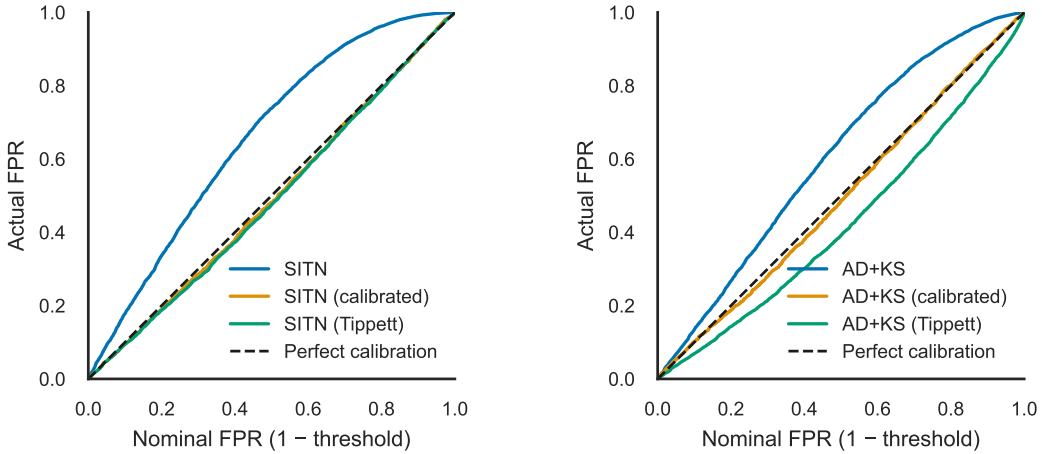 1.0
0.8
0.6
0.4
0.2
0.0
Actual FPR
SITN
SITN (calibrated)
SITN (Tippett)
Perfect calibration
0.0 0.2 0.4 0.6 0.8 1.0
Nominal FPR (1 − threshold)
1.0
0.8
0.6
0.4
0.2
0.0
Actual FPR
AD+KS
AD+KS (calibrated)
AD+KS (Tippett)
Perfect calibration
0.0 0.2 0.4 0.6 0.8 1.0
Nominal FPR (1 − threshold)